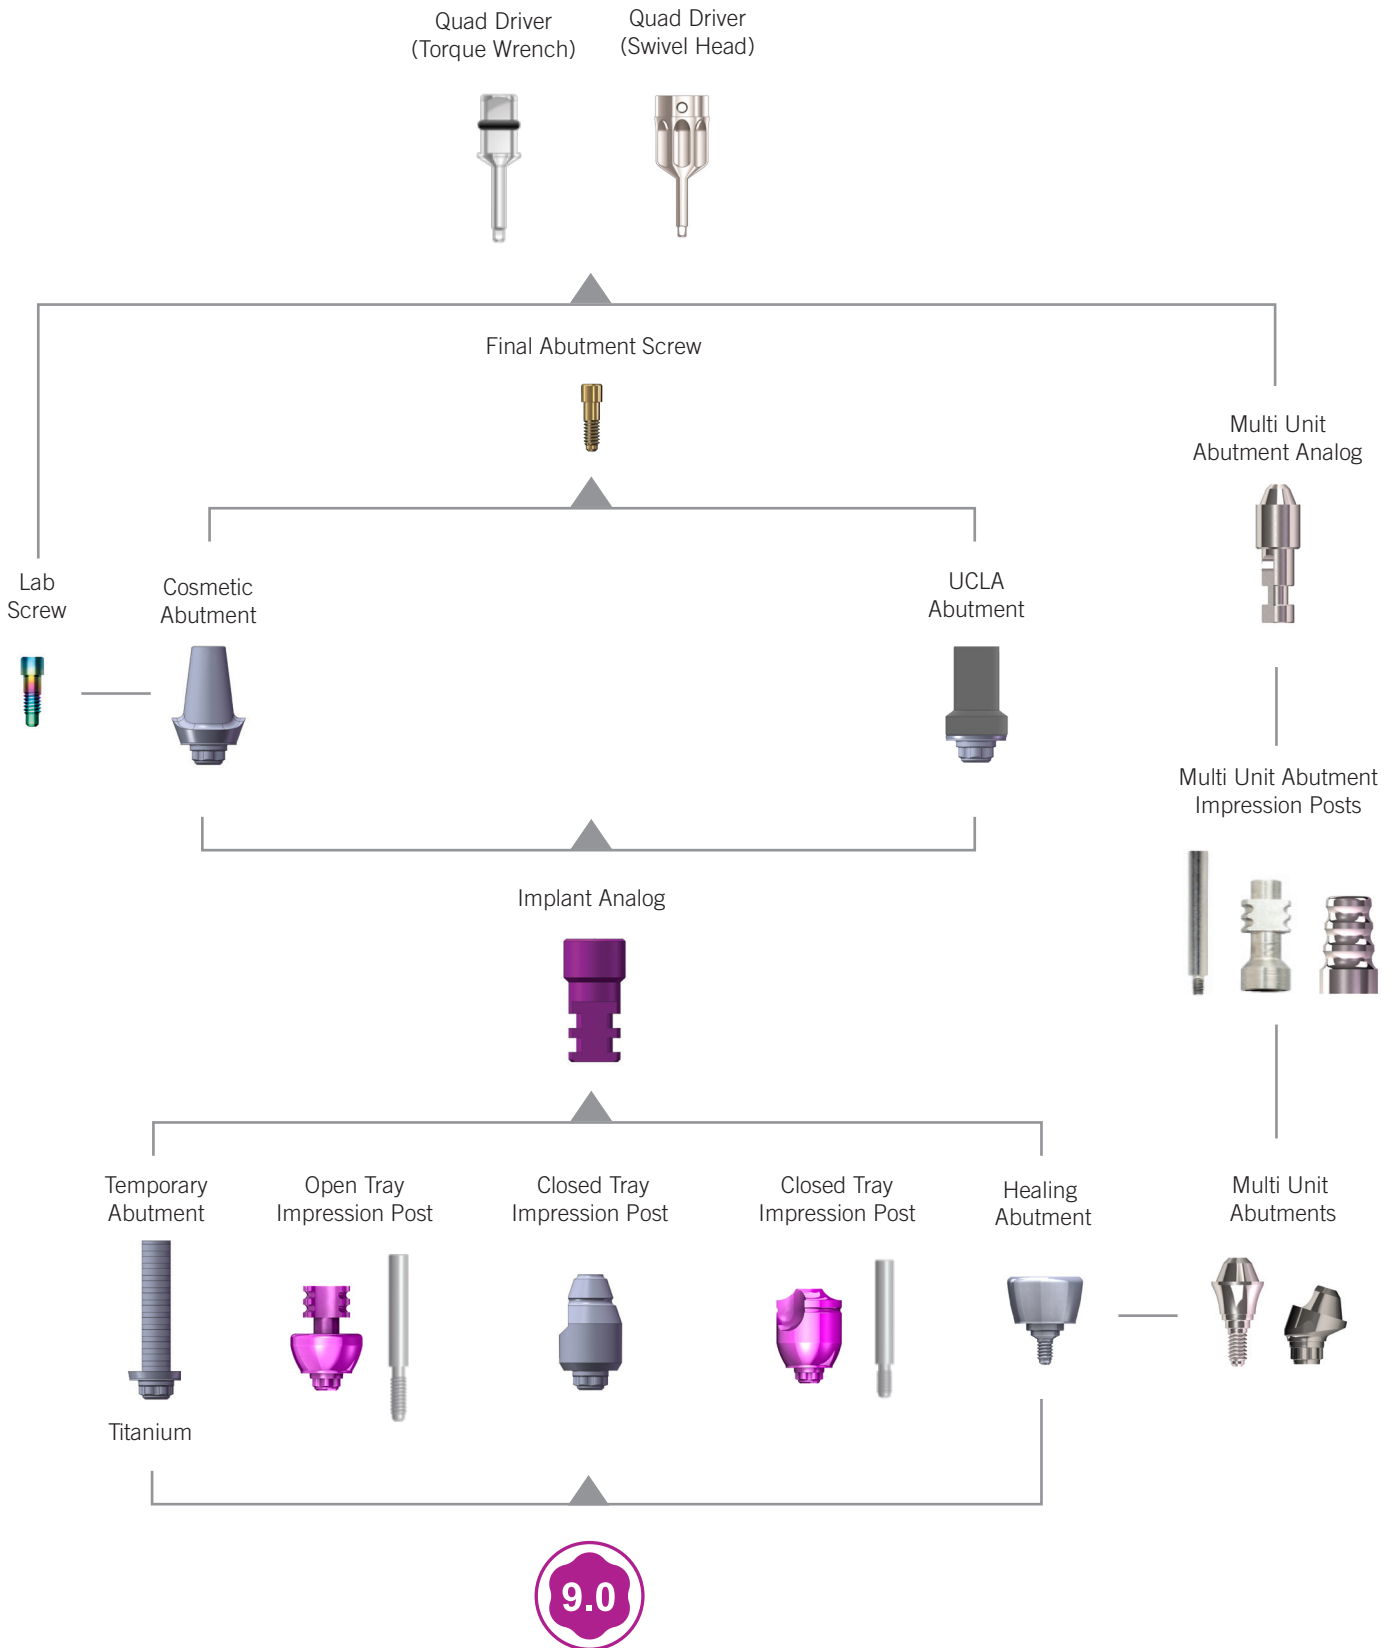 Quad Driver
(Torque Wrench)
Quad Driver
(Swivel Head)
Final Abutment Screw
Multi Unit
Abutment Analog
Lab
Screw
Cosmetic
Abutment
UCLA
Abutment
Multi Unit Abutment
Impression Posts
Implant Analog
Temporary
Abutment
Open Tray
Impression Post
Closed Tray
Impression Post
Closed Tray
Impression Post
Healing
Abutment
Multi Unit
Abutments
Titanium
9.0